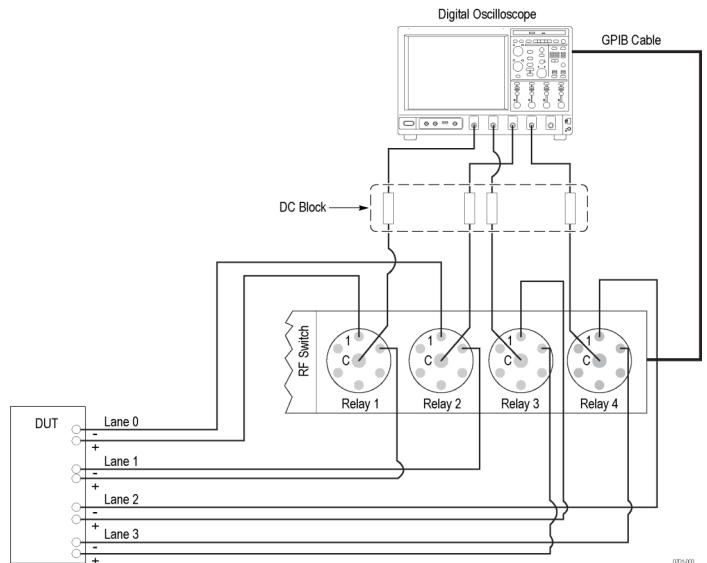 Digital Oscilloscope
GPIB Cable
DC Block
RF Switch
1
C
1
C
1
C
1
C
Relay 1
Relay 2
Relay 3
Relay 4
DUT
Lane 0
-
+
Lane 1
-
+
Lane 2
-
+
Lane 3
-
+